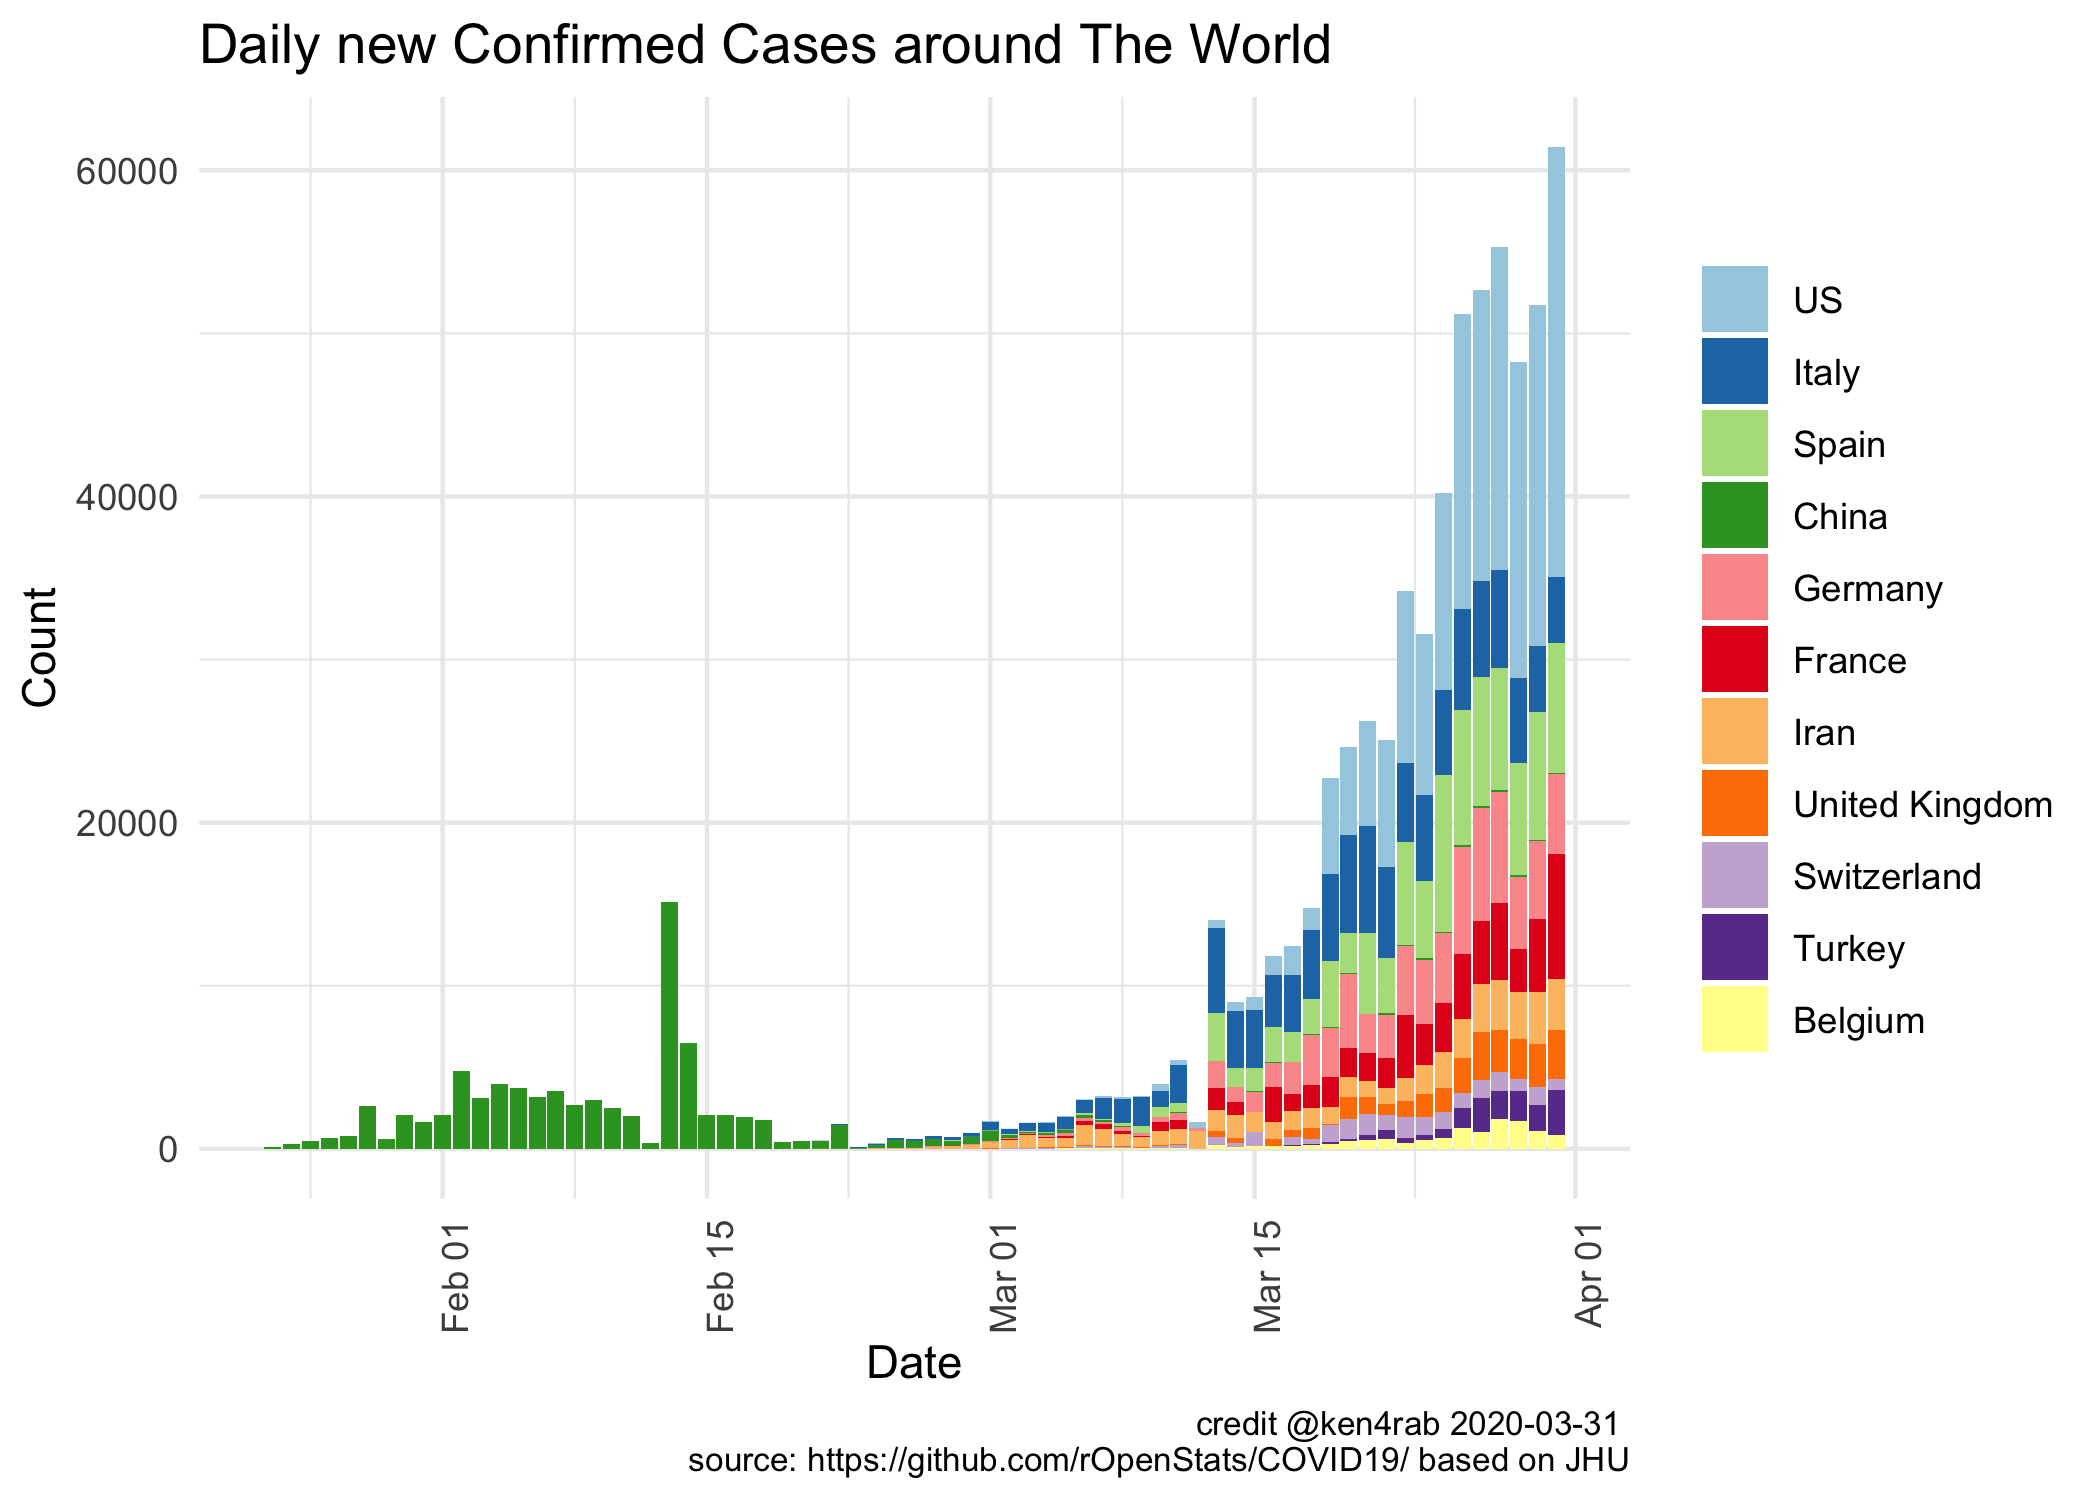 Daily new Confirmed Cases around The World
60000
40000
20000
0
Count
Feb 01
Feb 15
Mar 01
Mar 15
Apr 01
Date
US
Italy
Spain
China
Germany
France
Iran
United Kingdom
Switzerland
Turkey
Belgium
credit @ken4rab 2020-03-31
source: https://github.com/rOpenStats/COVID19/ based on JHU